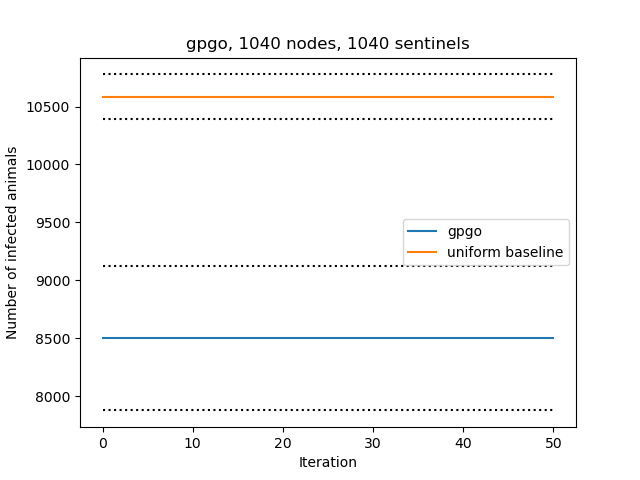 gpgo, 1040 nodes, 1040 sentinels
10500
10000
9500
9000
8500
8000
Number of infected animals
gpgo
uniform baseline
0 10 20 30 40 50
Iteration